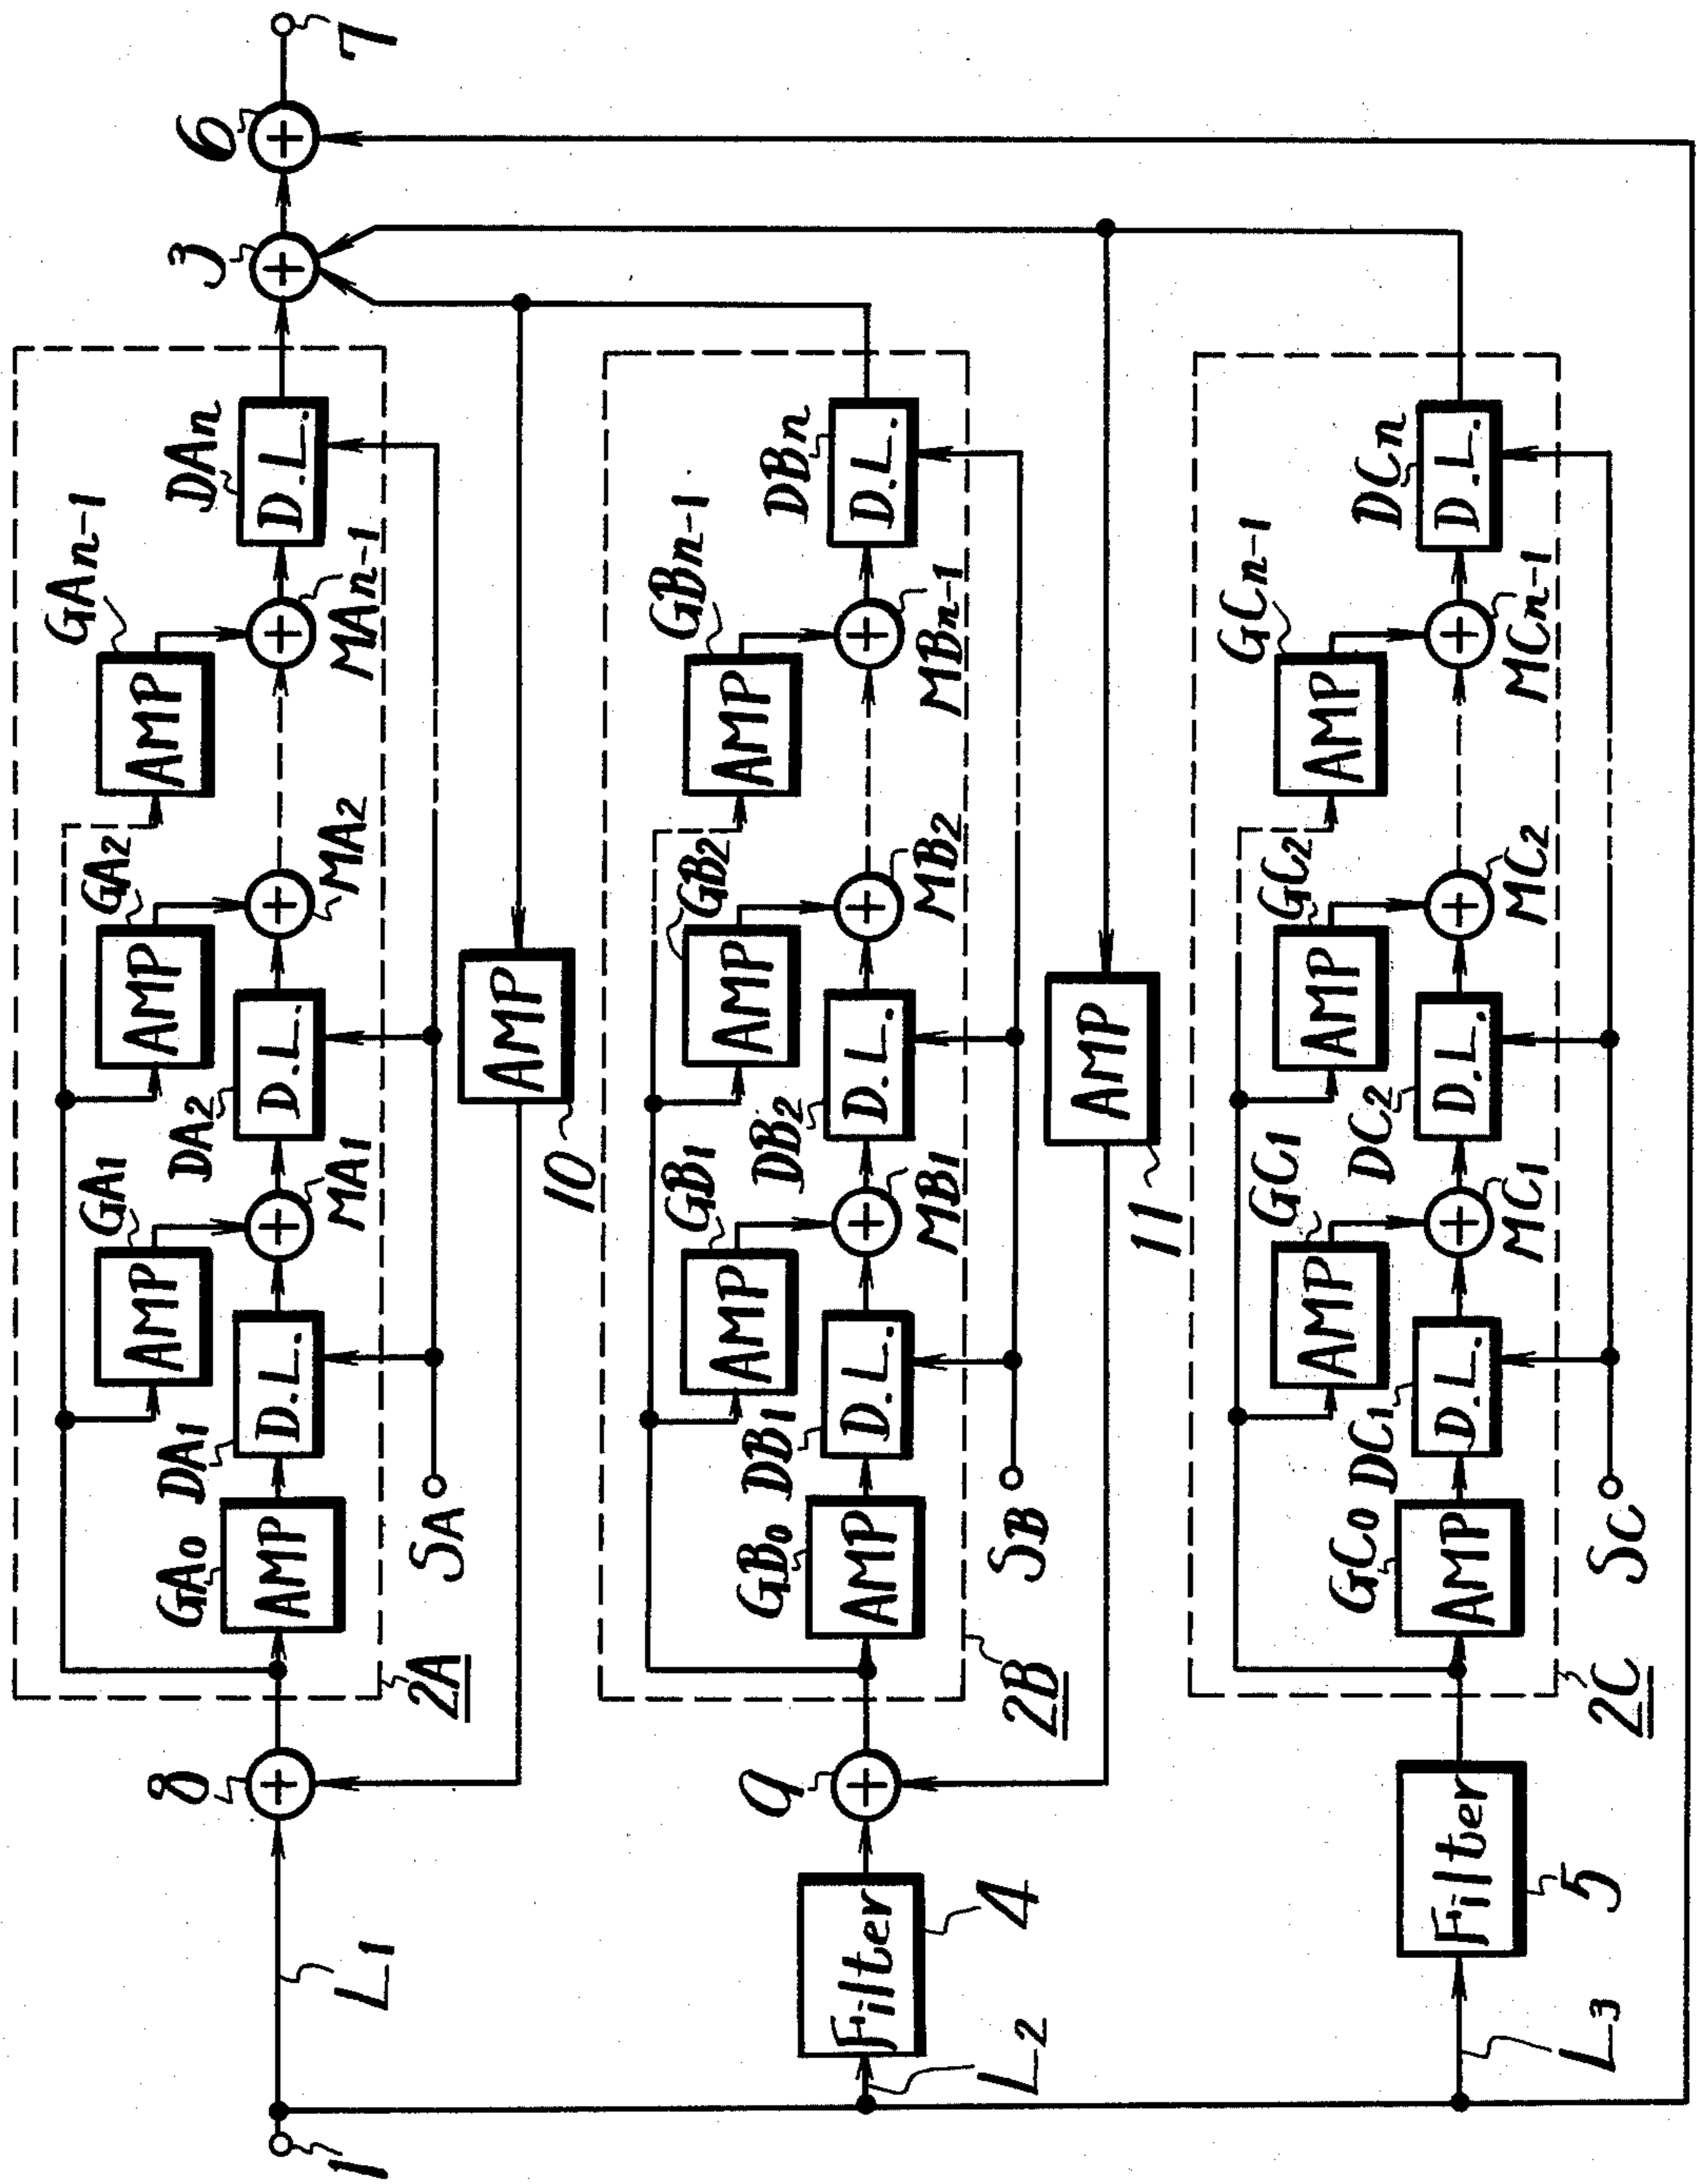 1
L1
8
2A
GA0
AMP
DA1
D.L.
GA1
AMP
MA1
DA2
D.L.
GA2
AMP
MA2
GAn-1
AMP
MAn-1
DAn
D.L.
3
6
7
SA
10
AMP
L2
Filter
4
9
2B
GB0
AMP
DB1
D.L.
GB1
AMP
MB1
DB2
D.L.
GB2
AMP
MB2
GBn-1
AMP
MBn-1
DBn
D.L.
SB
11
AMP
L3
Filter
5
2C
GC0
AMP
DC1
D.L.
GC1
AMP
MC1
DC2
D.L.
GC2
AMP
MC2
GCn-1
AMP
MCn-1
DCn
D.L.
SC